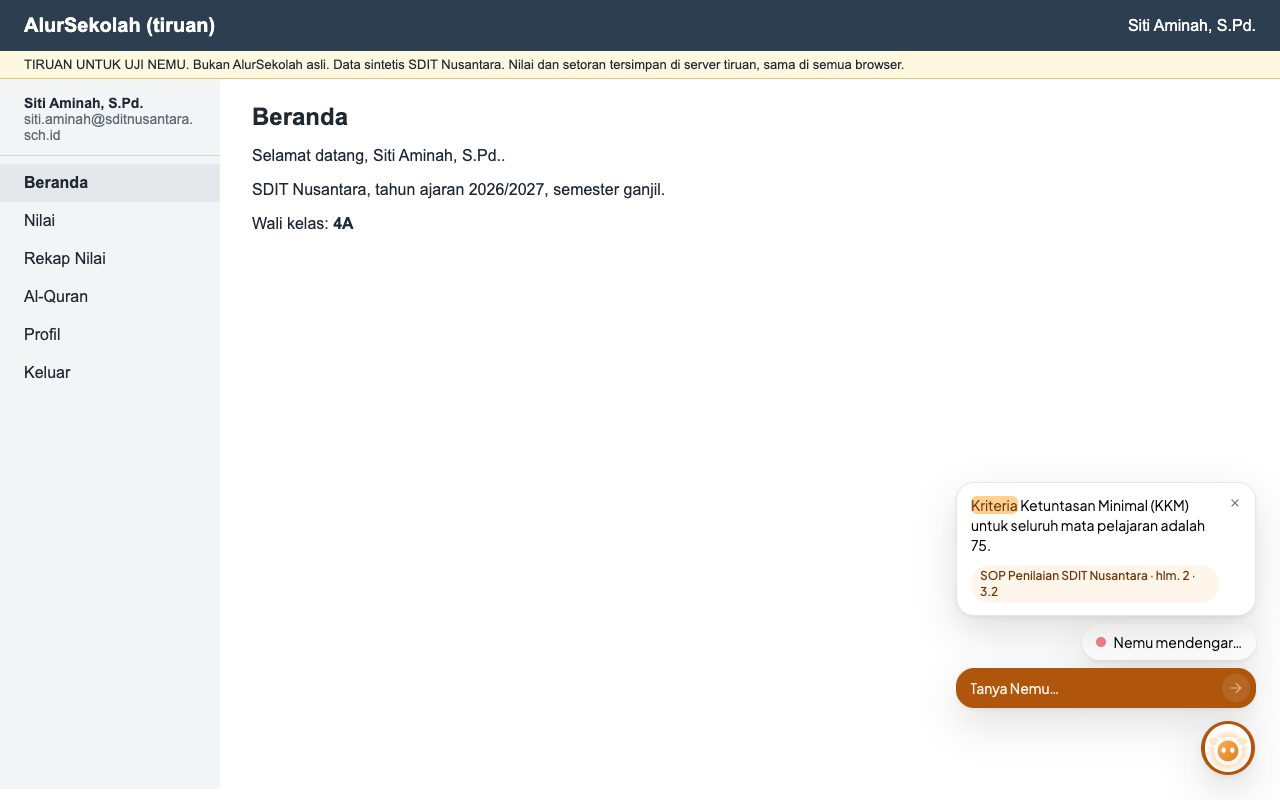 AlurSekolah (tiruan)
Siti Aminah, S.Pd.
TIRUAN UNTUK UJI NEMU. Bukan AlurSekolah asli. Data sintetis SDIT Nusantara. Nilai dan setoran tersimpan di server tiruan, sama di semua browser.
Siti Aminah, S.Pd.
siti.aminah@sditnusantara.
sch.id
Beranda
Nilai
Rekap Nilai
Al-Quran
Profil
Keluar
Beranda
Selamat datang, Siti Aminah, S.Pd..
SDIT Nusantara, tahun ajaran 2026/2027, semester ganjil.
Wali kelas: 4A
Kriteria Ketuntasan Minimal (KKM)
untuk seluruh mata pelajaran adalah
75.
SOP Penilaian SDIT Nusantara · hlm. 2 ·
3.2
Nemu mendengar...
Tanya Nemu...